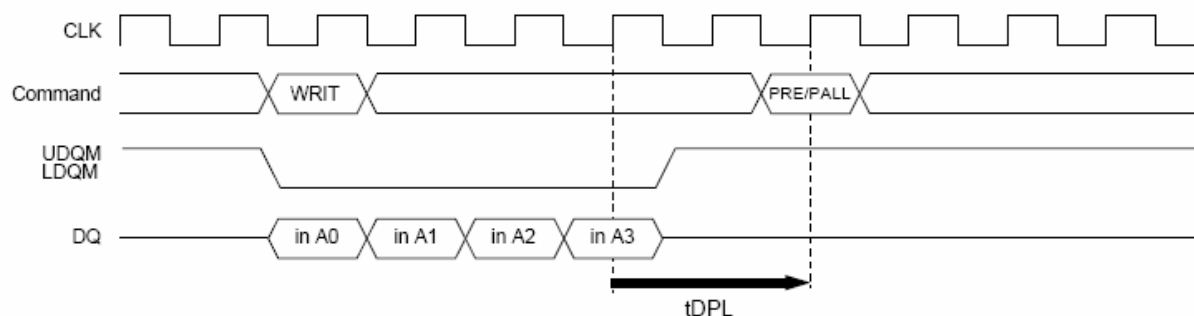 CLK
Command WRIT PRE/PALL
UDQM
LDQM
DQ in A0 in A1 in A2 in A3
tDPL